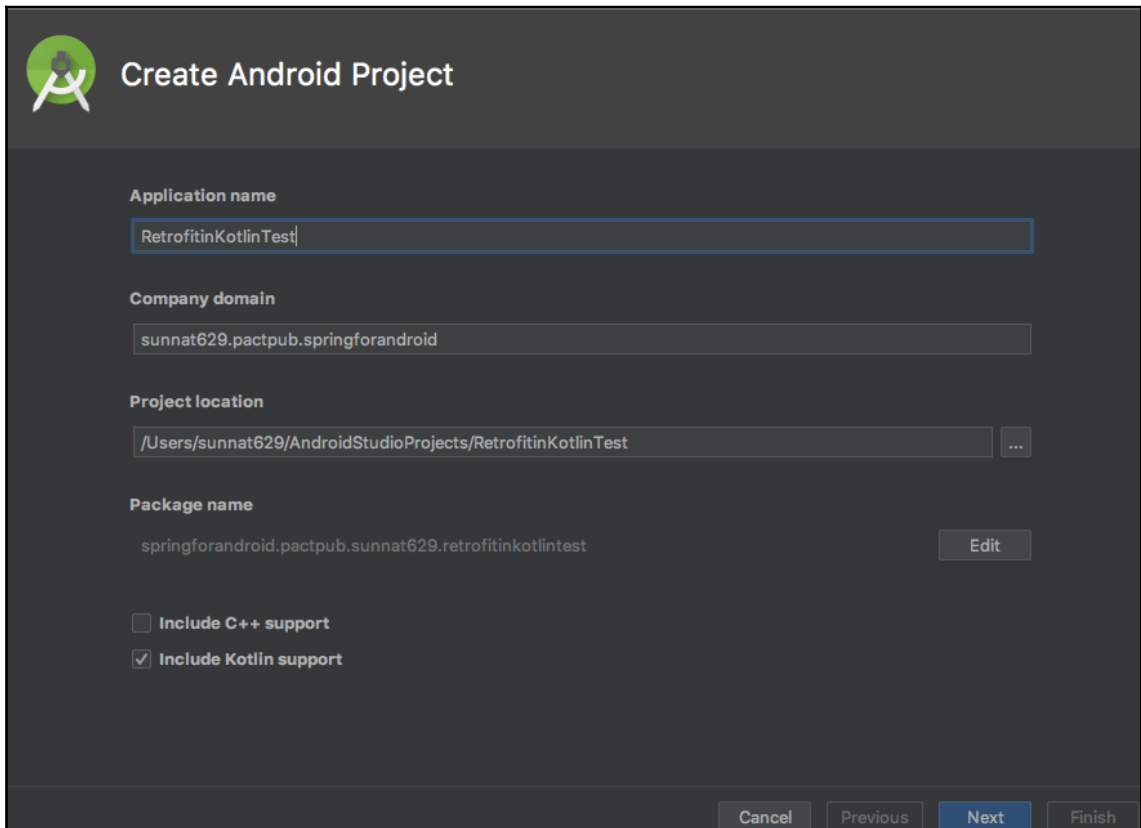 Create Android Project
Application name
RetrofitinKotlinTest
Company domain
sunnat629.pactpub.springforandroid
Project location
/Users/sunnat629/AndroidStudioProjects/RetrofitinKotlinTest
...
Package name
springforandroid.pactpub.sunnat629.retrofitinkotlintest
Edit
Include C++ support
Include Kotlin support
Cancel Previous Next Finish